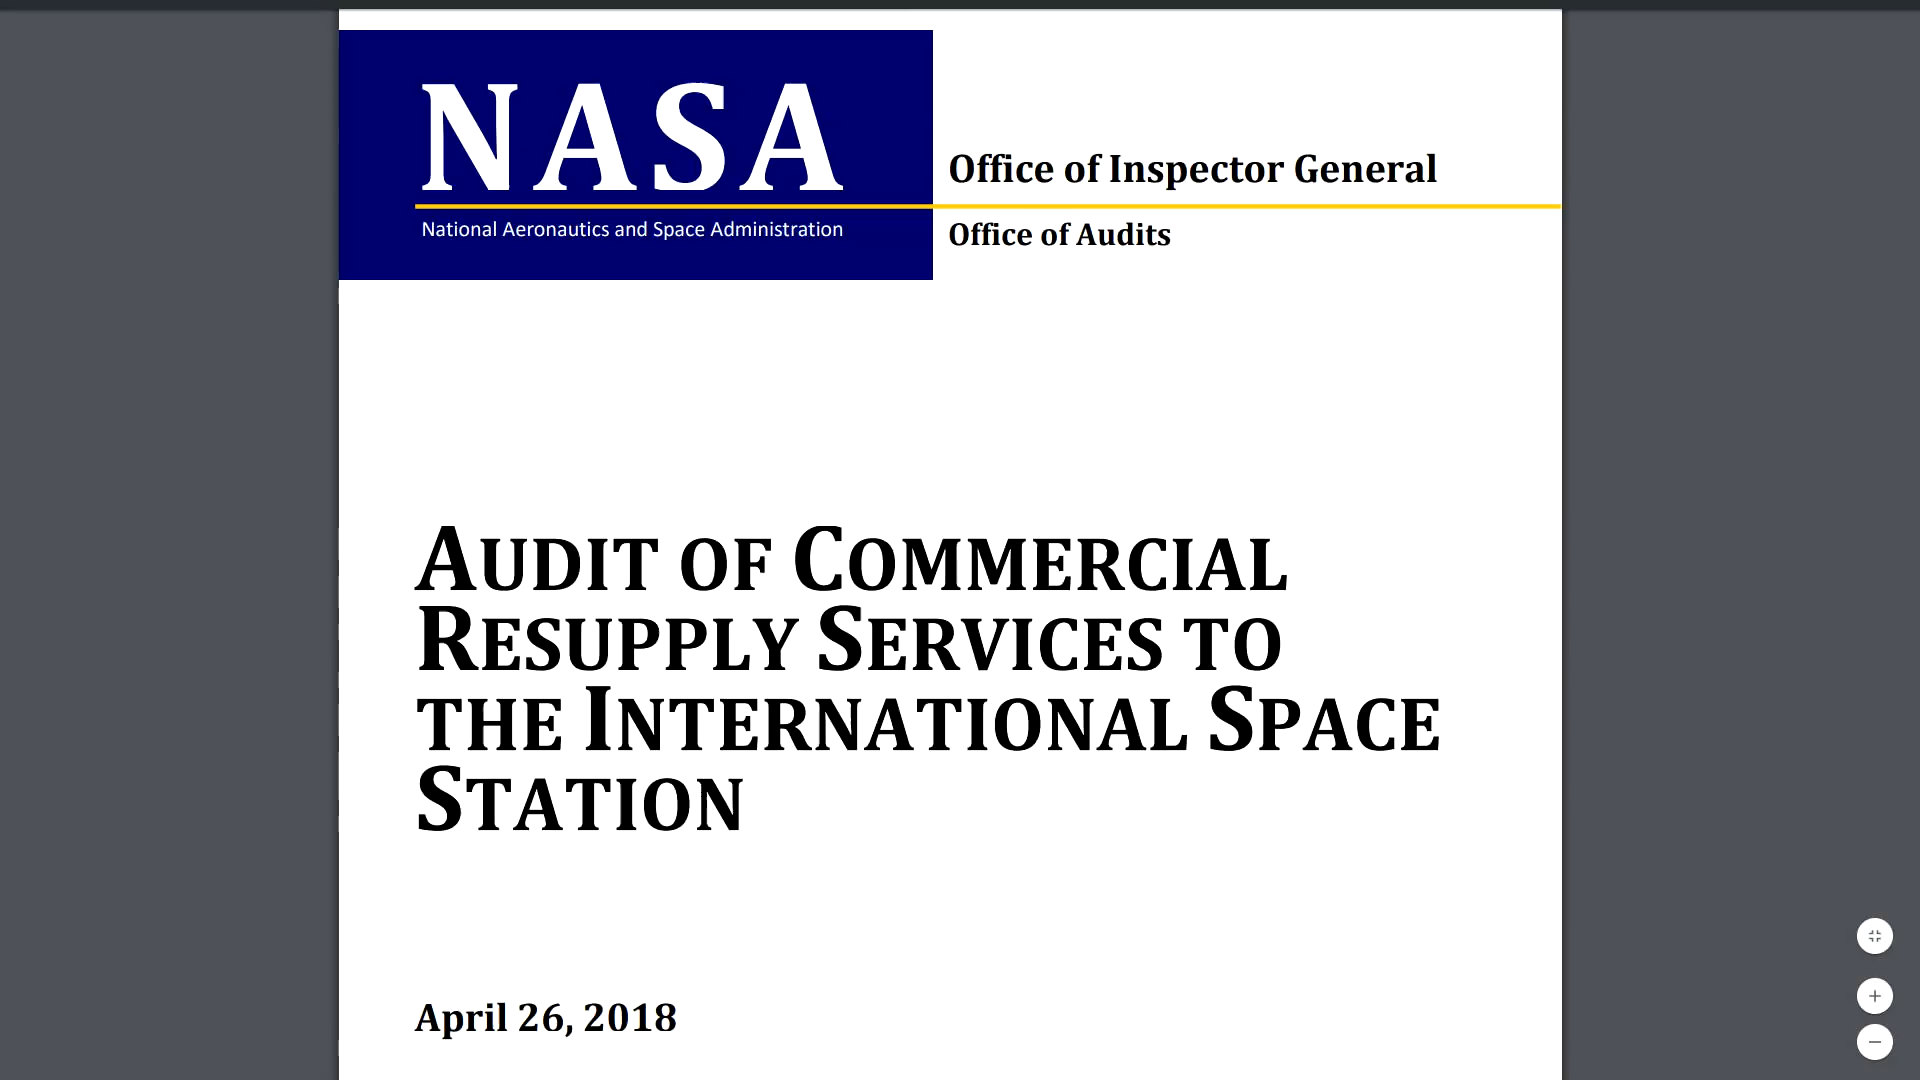 NASA
National Aeronautics and Space Administration
Office of Inspector General
Office of Audits
AUDIT OF COMMERCIAL
RESUPPLY SERVICES TO
THE INTERNATIONAL SPACE
STATION
April 26, 2018